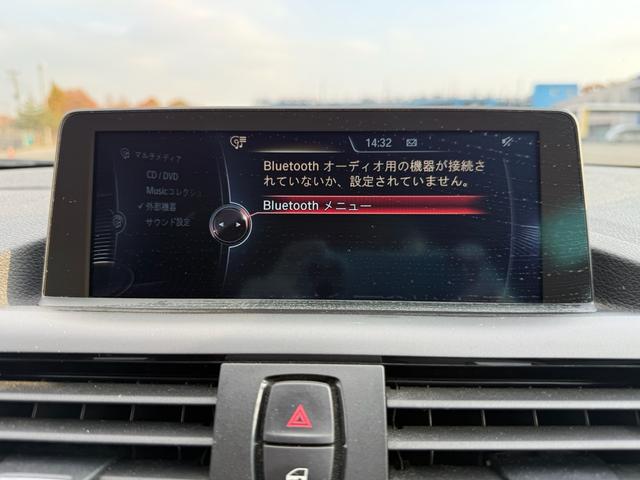 14:32
マルチメディア
CD / DVD
Musicコレクション
外部機器
サウンド設定
Bluetooth オーディオ用の機器が接続さ
れていないか、設定されていません。
Bluetooth メニュー